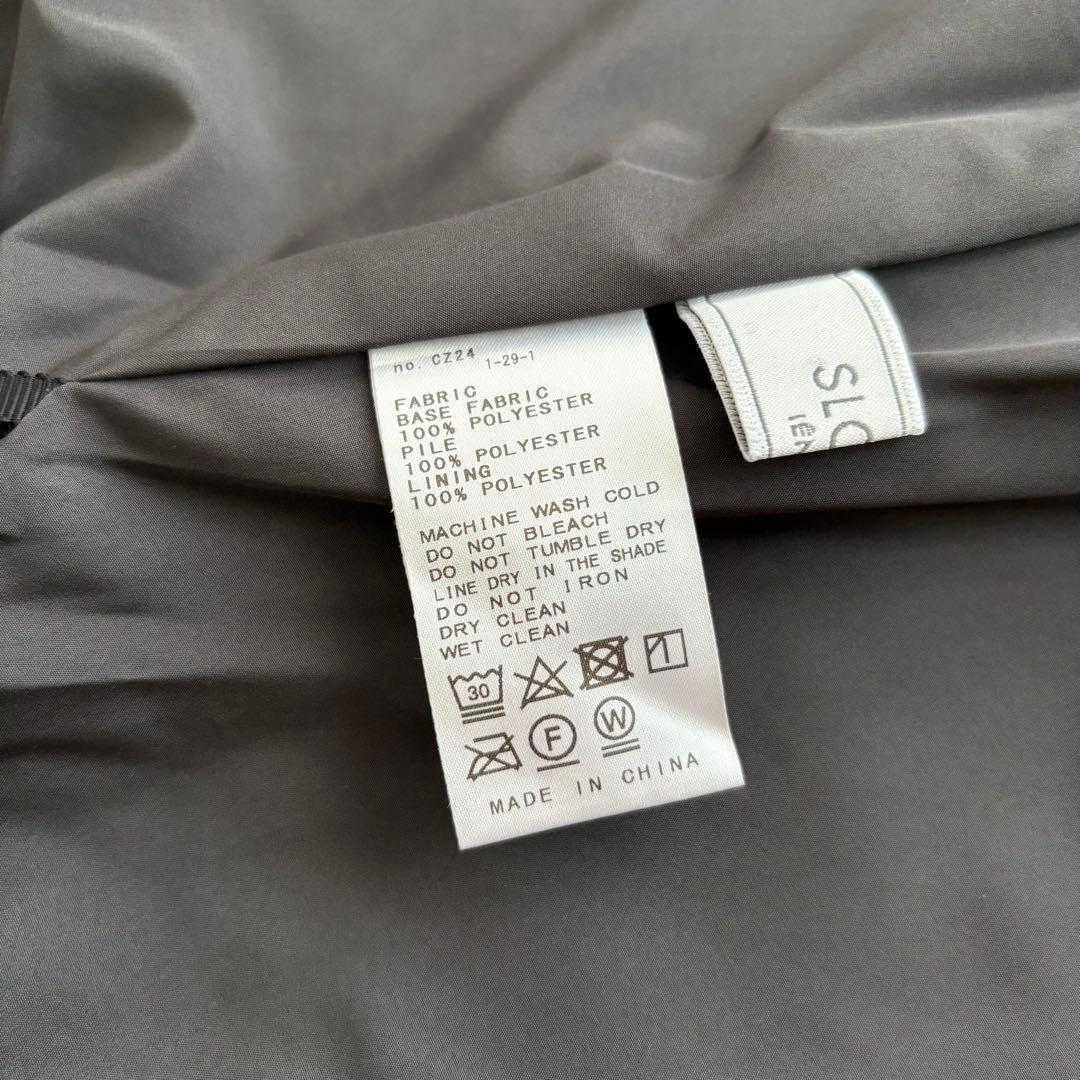 no. CZ24 1-29-1
FABRIC
BASE FABRIC
100% POLYESTER
PILE
100% POLYESTER
LINING
100% POLYESTER
MACHINE WASH COLD
DO NOT BLEACH
DO NOT TUMBLE DRY
LINE DRY IN THE SHADE
DO NOT IRON
DRY CLEAN
WET CLEAN
30
F W
MADE IN CHINA